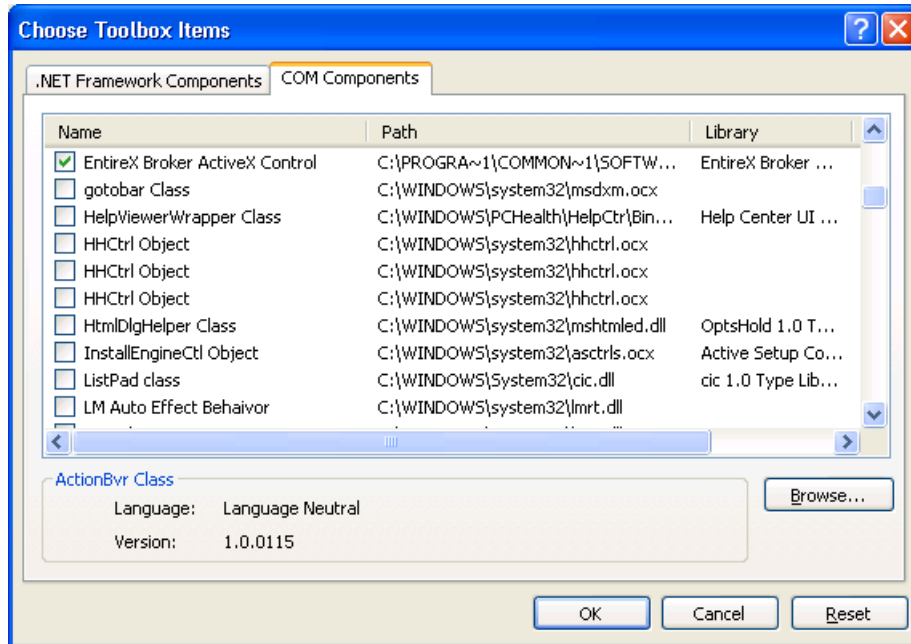 Choose Toolbox Items
.NET Framework Components COM Components
Name Path Library
EntireX Broker ActiveX Control C:\PROGRA~1\COMMON~1\SOFTW... EntireX Broker ...
gotobar Class C:\WINDOWS\system32\msdxm.ocx
HelpViewerWrapper Class C:\WINDOWS\PCHealth\HelpCtr\Bin... Help Center UI ...
HHCtrl Object C:\WINDOWS\system32\hhctrl.ocx
HHCtrl Object C:\WINDOWS\system32\hhctrl.ocx
HHCtrl Object C:\WINDOWS\system32\hhctrl.ocx
HtmlDlgHelper Class C:\WINDOWS\system32\mshtmled.dll OptsHold 1.0 T...
InstallEngineCtl Object C:\WINDOWS\system32\asctrls.ocx Active Setup Co...
ListPad class C:\WINDOWS\System32\cic.dll cic 1.0 Type Lib...
LM Auto Effect Behaivor C:\WINDOWS\system32\lmrt.dll
ActionBvr Class
Browse...
Language: Language Neutral
Version: 1.0.0115
OK Cancel Reset